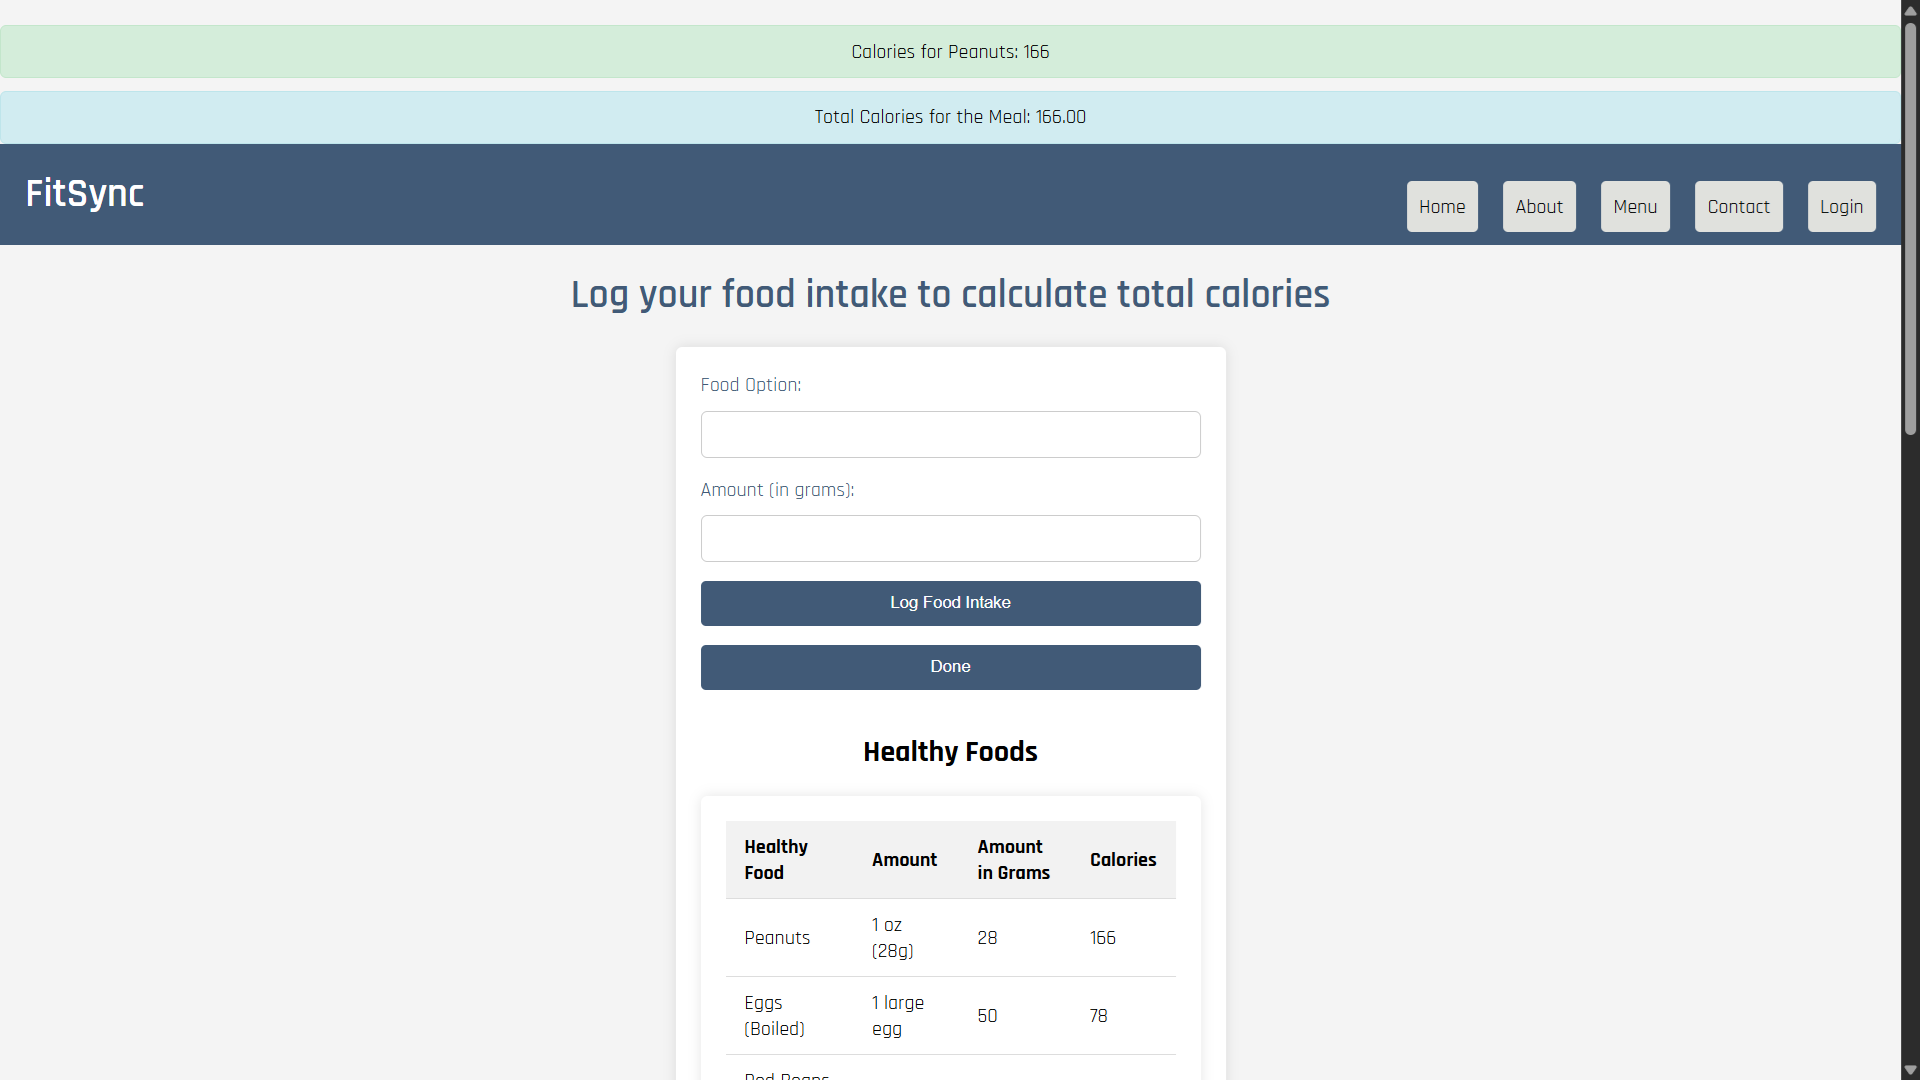 Calories for Peanuts: 166
Total Calories for the Meal: 166.00
FitSync
Home About Menu Contact Login
Log your food intake to calculate total calories
Food Option:
Amount (in grams):
Log Food Intake
Done
Healthy Foods
Healthy Food Amount Amount in Grams Calories
Peanuts 1 oz (28g) 28 166
Eggs (Boiled) 1 large egg 50 78